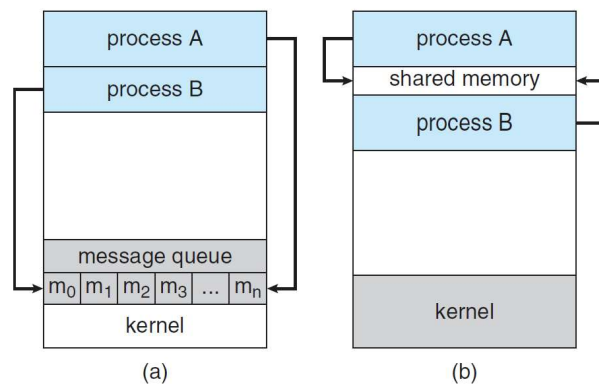 process A
process B
message queue
m0 m1 m2 m3 ... mn
kernel
(a)
process A
shared memory
process B
kernel
(b)